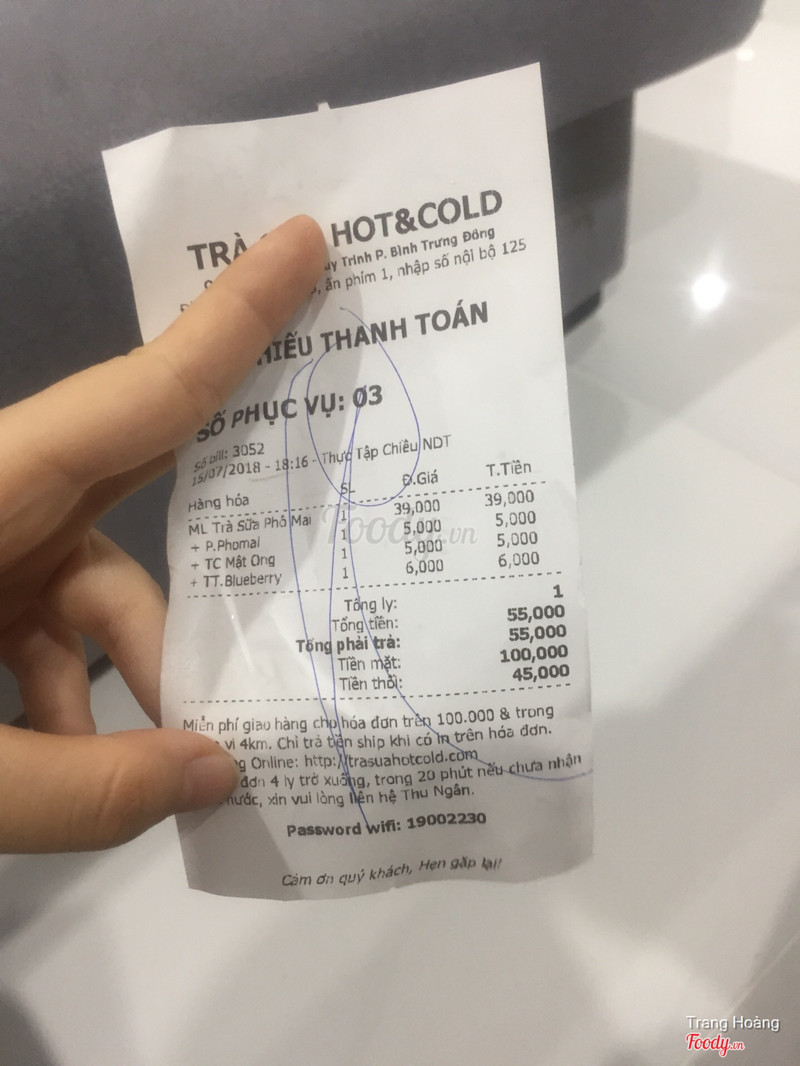 TRÀ HOT&COLD
Trinh P. Bình Trưng Đông
ấn phím 1, nhập số nội bộ 125
THANH TOÁN
SỐ PHỤC VỤ: 03
Số bill: 3052
15/07/2018 - 18:16 - Thực Tập Chiều NDT
Hàng hóa SL Đ.Giá T.Tiền
ML Trà Sữa Phô Mai 1 39,000 39,000
+ P.Phomai 1 5,000 5,000
+ TC Mật Ong 1 5,000 5,000
+ TT.Blueberry 1 6,000 6,000
Tổng ly: 1
Tổng tiền: 55,000
Tổng phải trả: 55,000
Tiền mặt: 100,000
Tiền thối: 45,000
Miễn phí giao hàng cho hóa đơn trên 100.000 & trong
vi 4km. Chỉ trả tiền ship khi có in trên hóa đơn.
Online: http://trasuahotcold.com
đơn 4 ly trở xuống, trong 20 phút nếu chưa nhận
nước, xin vui lòng liên hệ Thu Ngân.
Password wifi: 19002230
Cảm ơn quý khách, Hẹn gặp lại!
Foody.vn
Trang Hoàng
Foody.vn